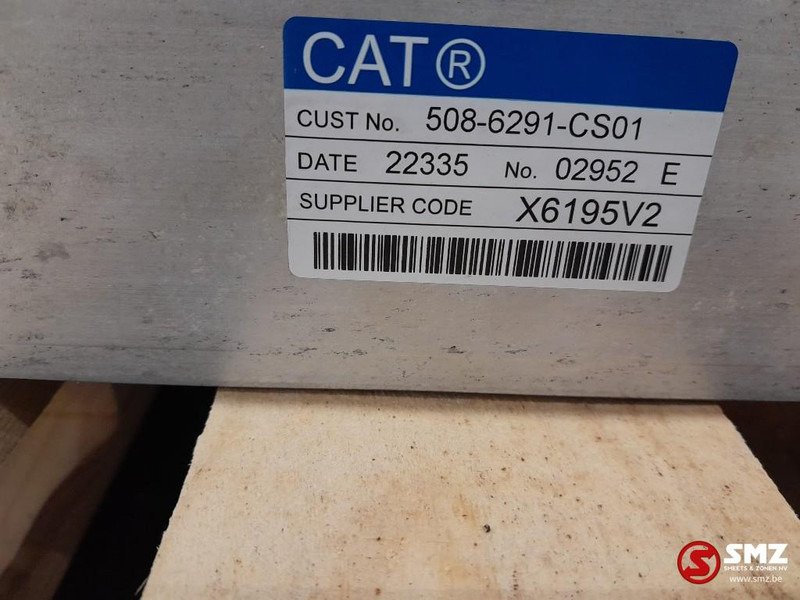 CAT®
CUST No. 508-6291-CS01
DATE 22335 No. 02952 E
SUPPLIER CODE X6195V2
SMZ
SMEETS & ZONEN NV
www.smz.be